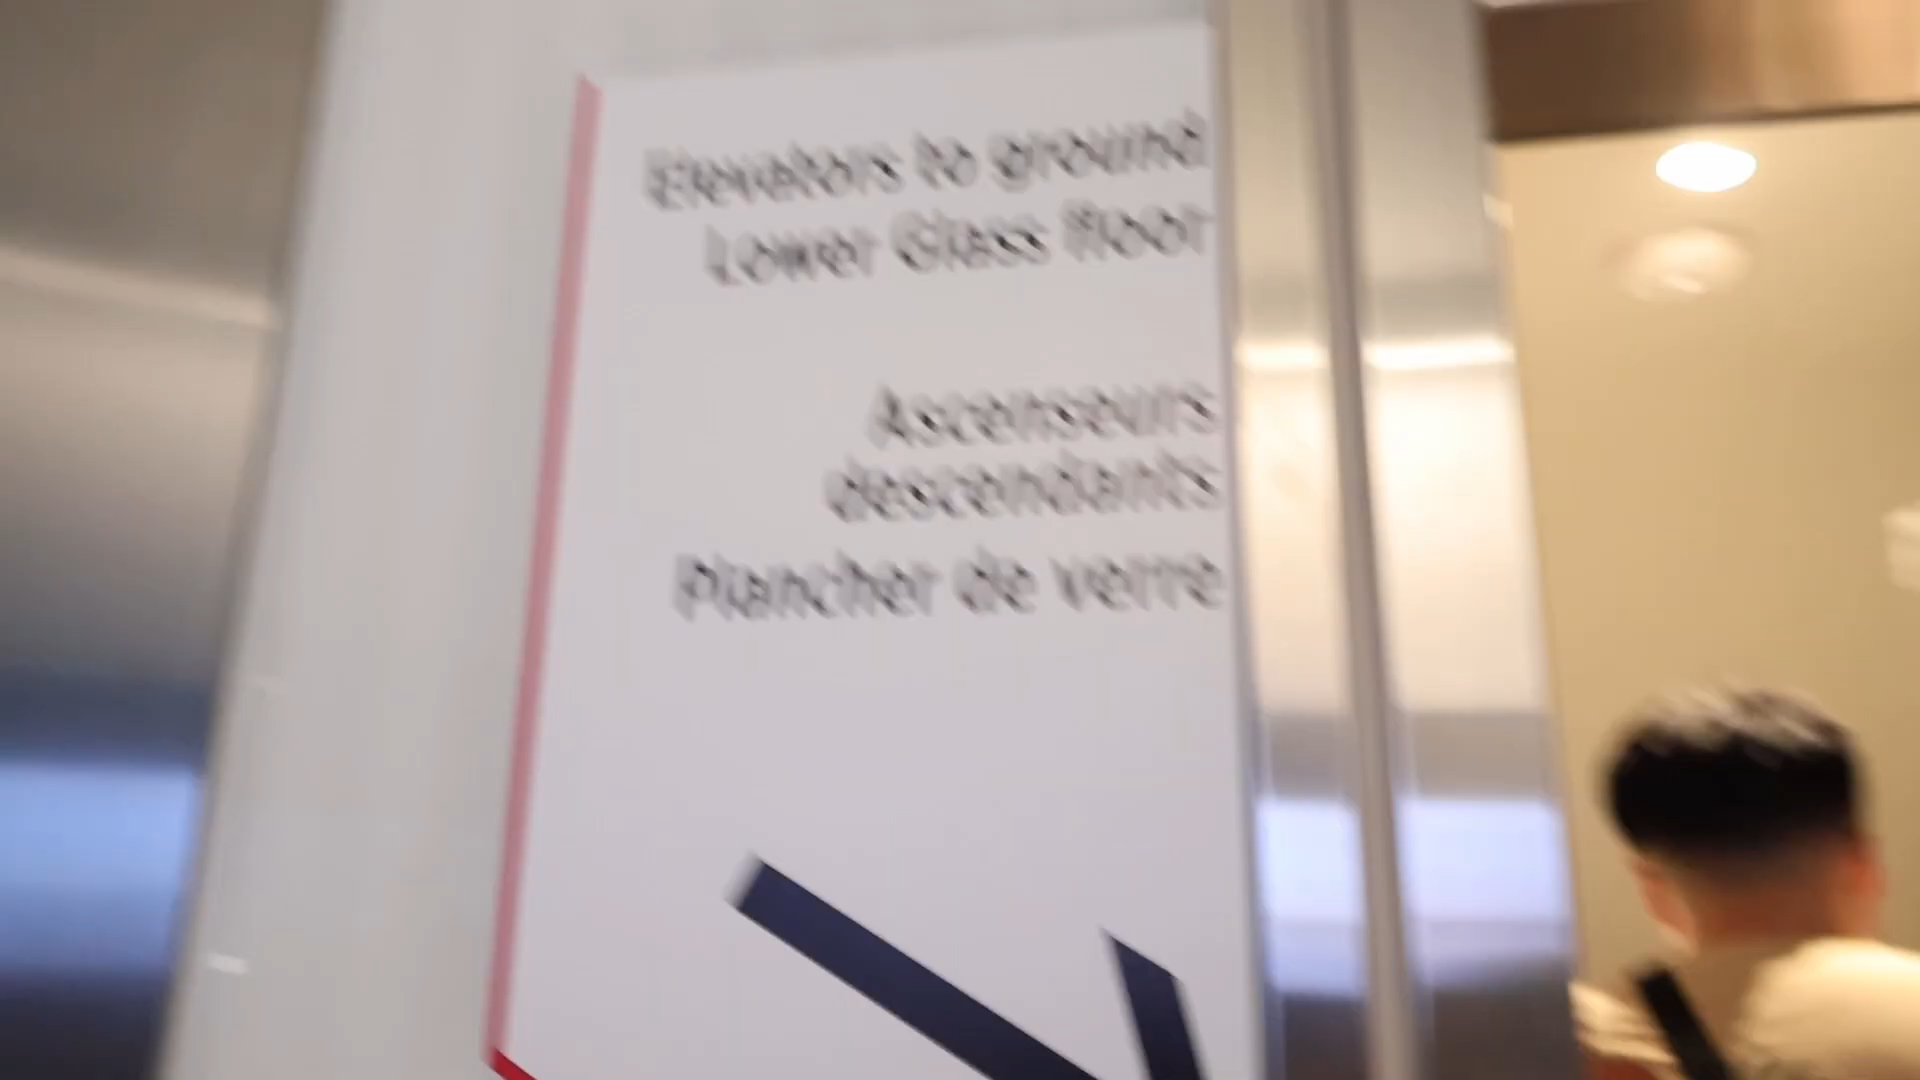 Elevators to ground
Lower Glass floor
Ascenseurs
descendants
Plancher de verre